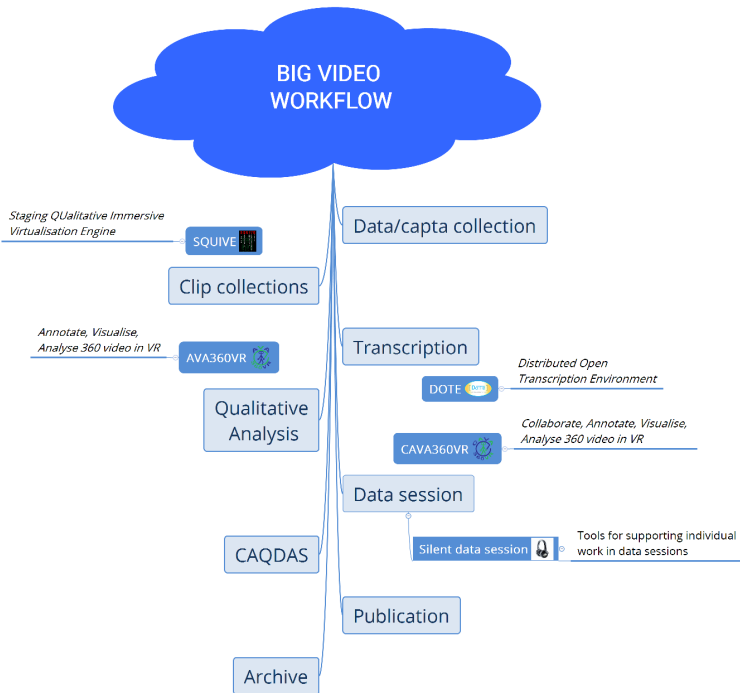 BIG VIDEO
WORKFLOW
Data/capta collection
Staging QUalitative Immersive
Virtualisation Engine
SQUIVE
Clip collections
Annotate, Visualise,
Analyse 360 video in VR
AVA360VR
Transcription
Distributed Open
Transcription Environment
DOTE
DOTE
Qualitative
Analysis
Collaborate, Annotate, Visualise,
Analyse 360 video in VR
CAVA360VR
Data session
Silent data session
Tools for supporting individual
work in data sessions
CAQDAS
Publication
Archive